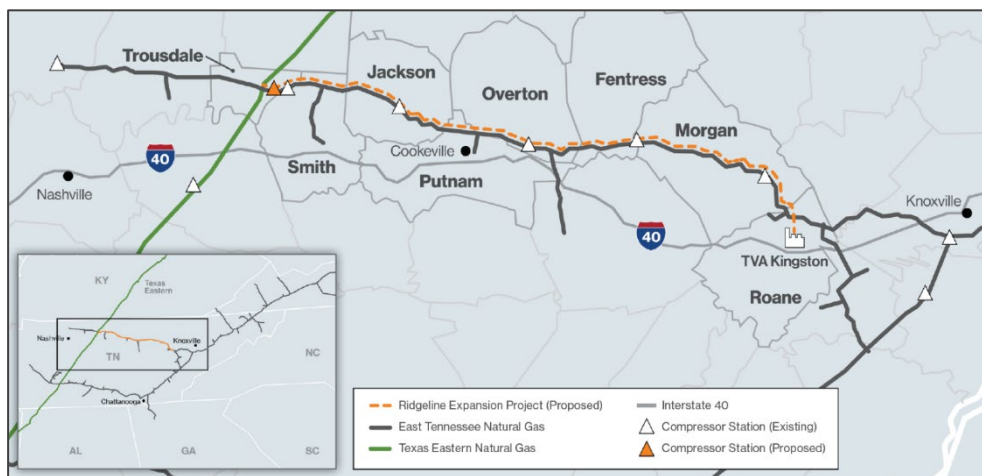 Trousdale
Jackson
Overton
Fentress
Morgan
40
Nashville
Smith
Cookeville
Putnam
40
Knoxville
TVA Kingston
Roane
KY
Texas
Eastern
Nashville
Knoxville
TN
NC
Chattanooga
AL
GA
SC
Ridgeline Expansion Project (Proposed)
East Tennessee Natural Gas
Texas Eastern Natural Gas
Interstate 40
Compressor Station (Existing)
Compressor Station (Proposed)